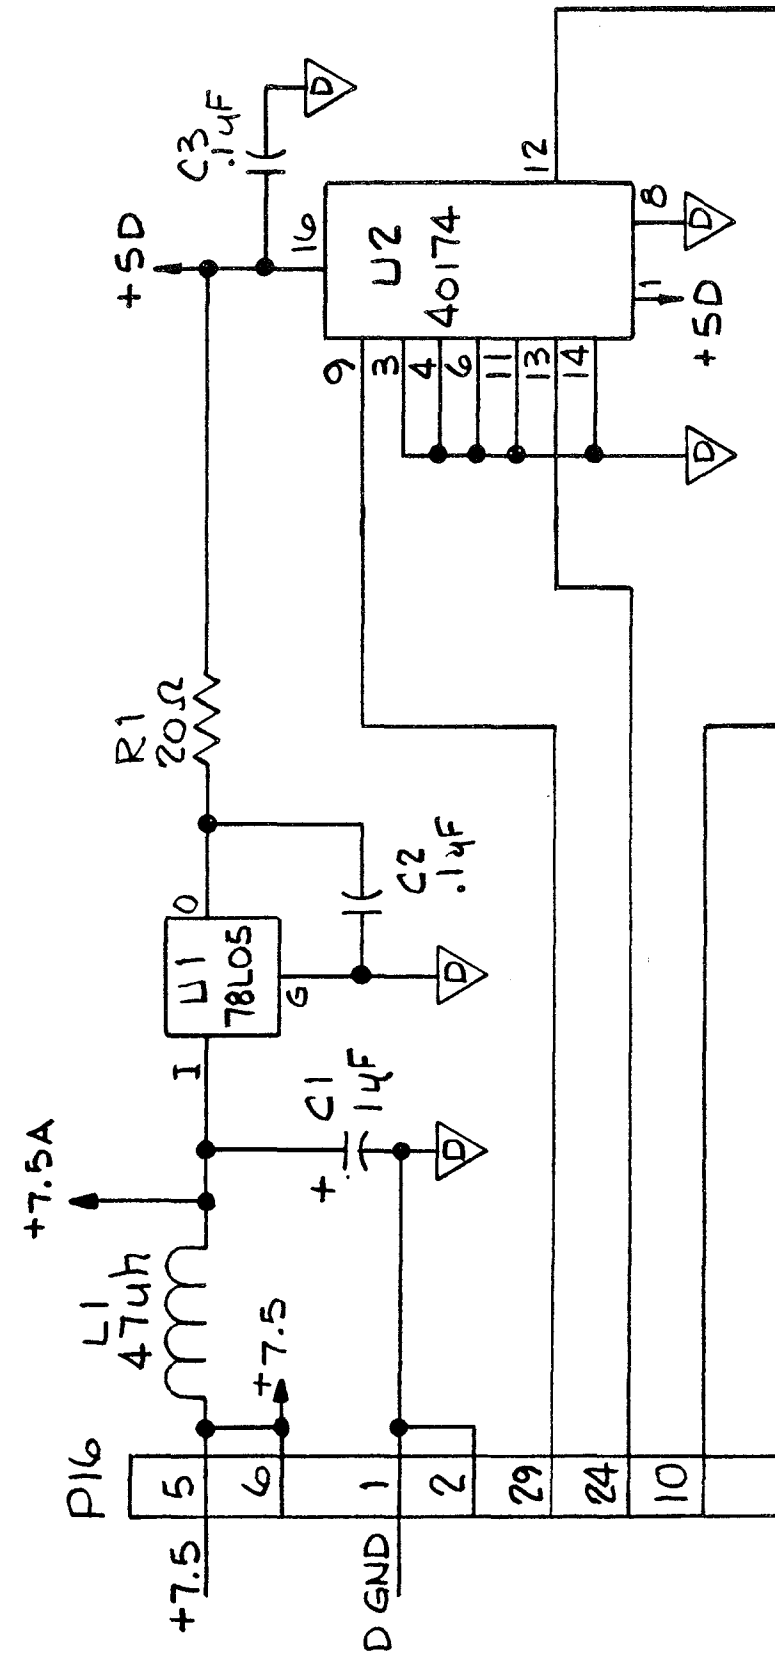 P16
+7.5
5
6
D GND
1
2
29
24
10
L1
47uh
+7.5
+7.5A
C1
1uF
+
D
I
U1
78L05
O
G
C2
.1uF
D
R1
20Ω
+5D
C3
.1uF
D
16
U2
40174
9
3
4
6
11
13
14
D
12
1
+5D
8
D